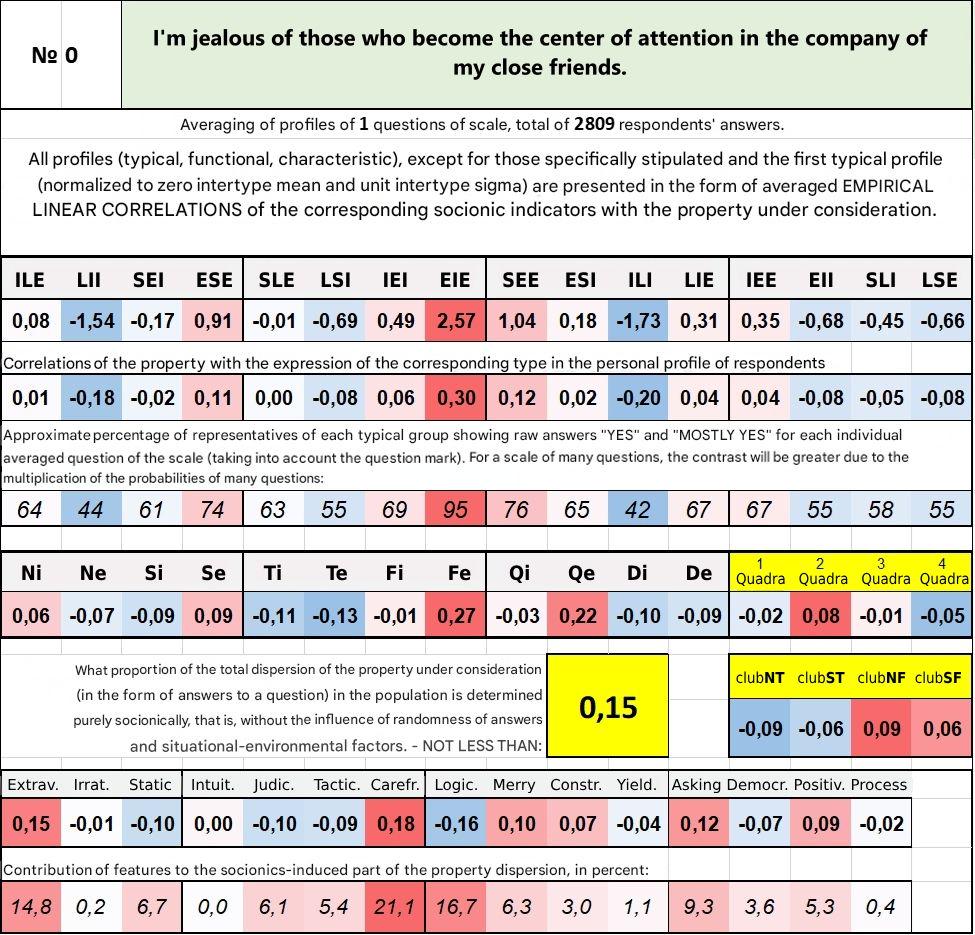 № 0
I'm jealous of those who become the center of attention in the company of
my close friends.
Averaging of profiles of 1 questions of scale, total of 2809 respondents' answers.
All profiles (typical, functional, characteristic), except for those specifically stipulated and the first typical profile
(normalized to zero intertype mean and unit intertype sigma) are presented in the form of averaged EMPIRICAL
LINEAR CORRELATIONS of the corresponding socionic indicators with the property under consideration.
ILE LII SEI ESE SLE LSI IEI EIE SEE ESI ILI LIE IEE EII SLI LSE
0,08 -1,54 -0,17 0,91 -0,01 -0,69 0,49 2,57 1,04 0,18 -1,73 0,31 0,35 -0,68 -0,45 -0,66
Correlations of the property with the expression of the corresponding type in the personal profile of respondents
0,01 -0,18 -0,02 0,11 0,00 -0,08 0,06 0,30 0,12 0,02 -0,20 0,04 0,04 -0,08 -0,05 -0,08
Approximate percentage of representatives of each typical group showing raw answers "YES" and "MOSTLY YES" for each individual
averaged question of the scale (taking into account the question mark). For a scale of many questions, the contrast will be greater due to the
multiplication of the probabilities of many questions:
64 44 61 74 63 55 69 95 76 65 42 67 67 55 58 55
Ni Ne Si Se Ti Te Fi Fe Qi Qe Di De 1 Quadra 2 Quadra 3 Quadra 4 Quadra
0,06 -0,07 -0,09 0,09 -0,11 -0,13 -0,01 0,27 -0,03 0,22 -0,10 -0,09 -0,02 0,08 -0,01 -0,05
What proportion of the total dispersion of the property under consideration
(in the form of answers to a question) in the population is determined
purely socionically, that is, without the influence of randomness of answers
and situational-environmental factors. - NOT LESS THAN:
0,15
clubNT clubST clubNF clubSF
-0,09 -0,06 0,09 0,06
Extrav. Irrat. Static Intuit. Judic. Tactic. Carefr. Logic. Merry Constr. Yield. Asking Democr. Positiv. Process
0,15 -0,01 -0,10 0,00 -0,10 -0,09 0,18 -0,16 0,10 0,07 -0,04 0,12 -0,07 0,09 -0,02
Contribution of features to the socionics-induced part of the property dispersion, in percent:
14,8 0,2 6,7 0,0 6,1 5,4 21,1 16,7 6,3 3,0 1,1 9,3 3,6 5,3 0,4